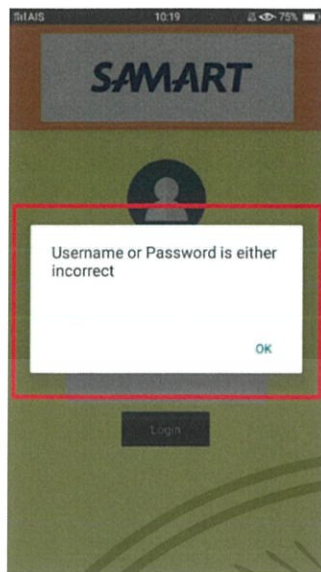 AIS
10:19
75%
SAMART
Username or Password is either
incorrect
OK
Login